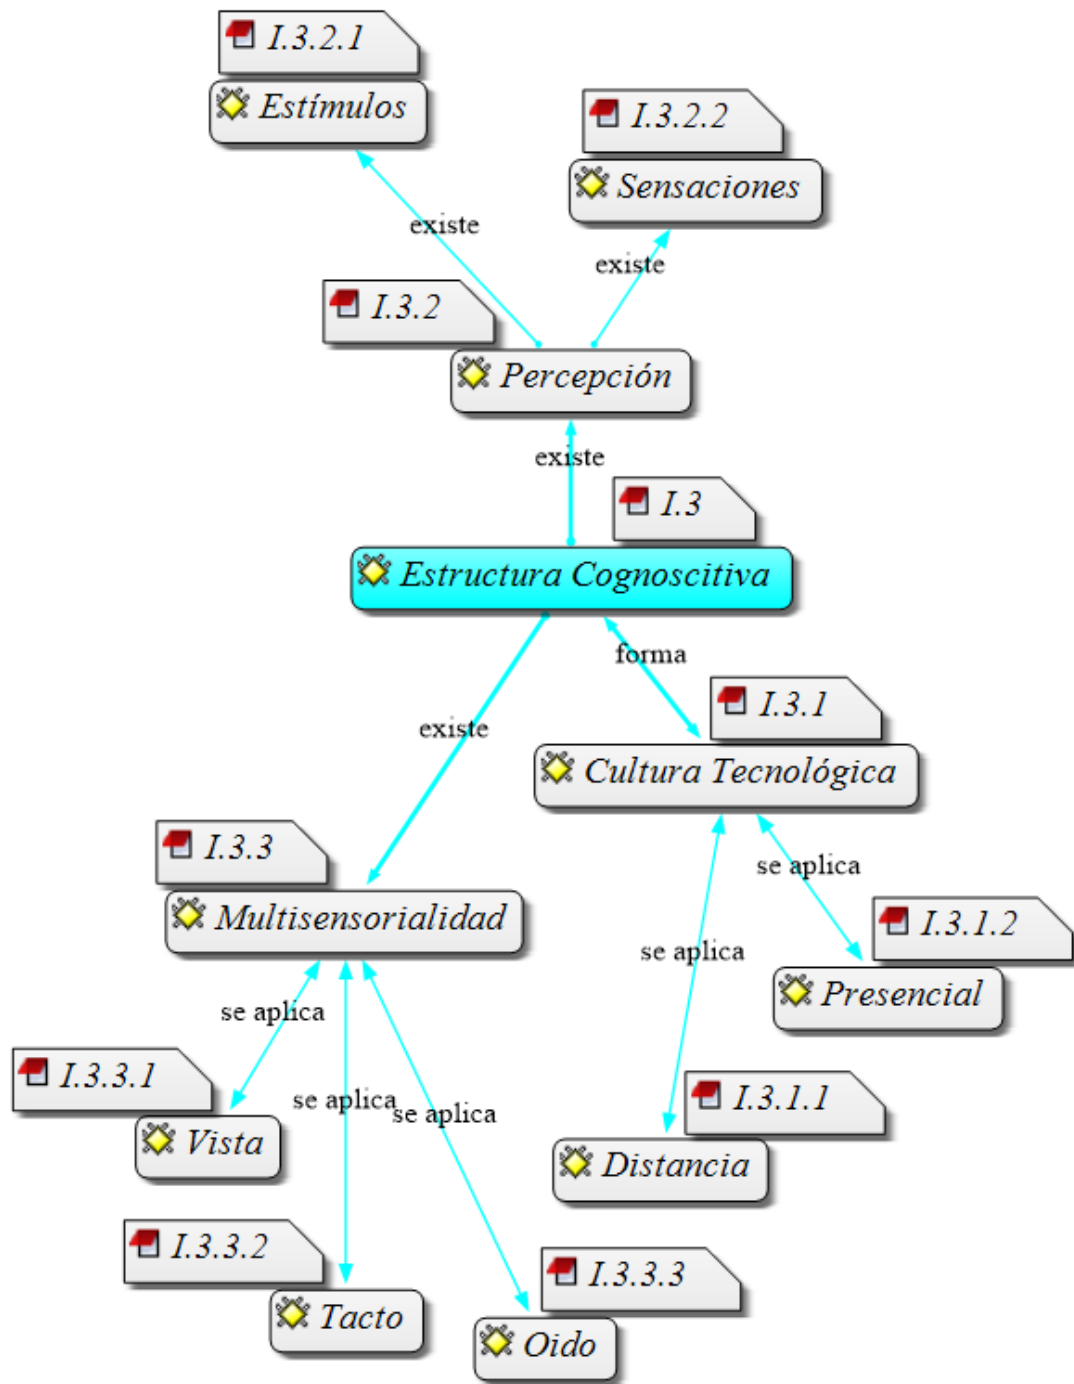 I.3.2.1
Estímulos
I.3.2.2
Sensaciones
existe
existe
I.3.2
Percepción
existe
I.3
Estructura Cognoscitiva
forma
existe
I.3.1
Cultura Tecnológica
I.3.3
Multisensorialidad
se aplica
I.3.1.2
Presencial
se aplica
se aplica
I.3.3.1
Vista
se aplica
se aplica
I.3.1.1
Distancia
I.3.3.2
Tacto
I.3.3.3
Oido